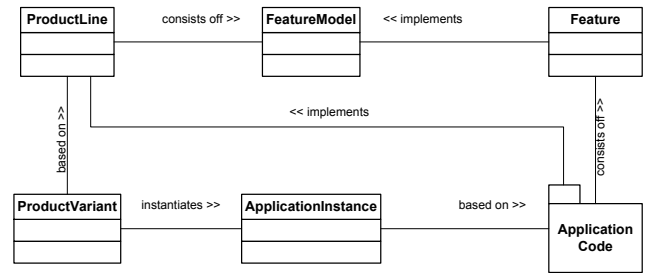 ProductLine
consists off >>
FeatureModel
<< implements
Feature
based on >>
<< implements
consists off >>
ProductVariant
instantiates >>
ApplicationInstance
based on >>
Application
Code